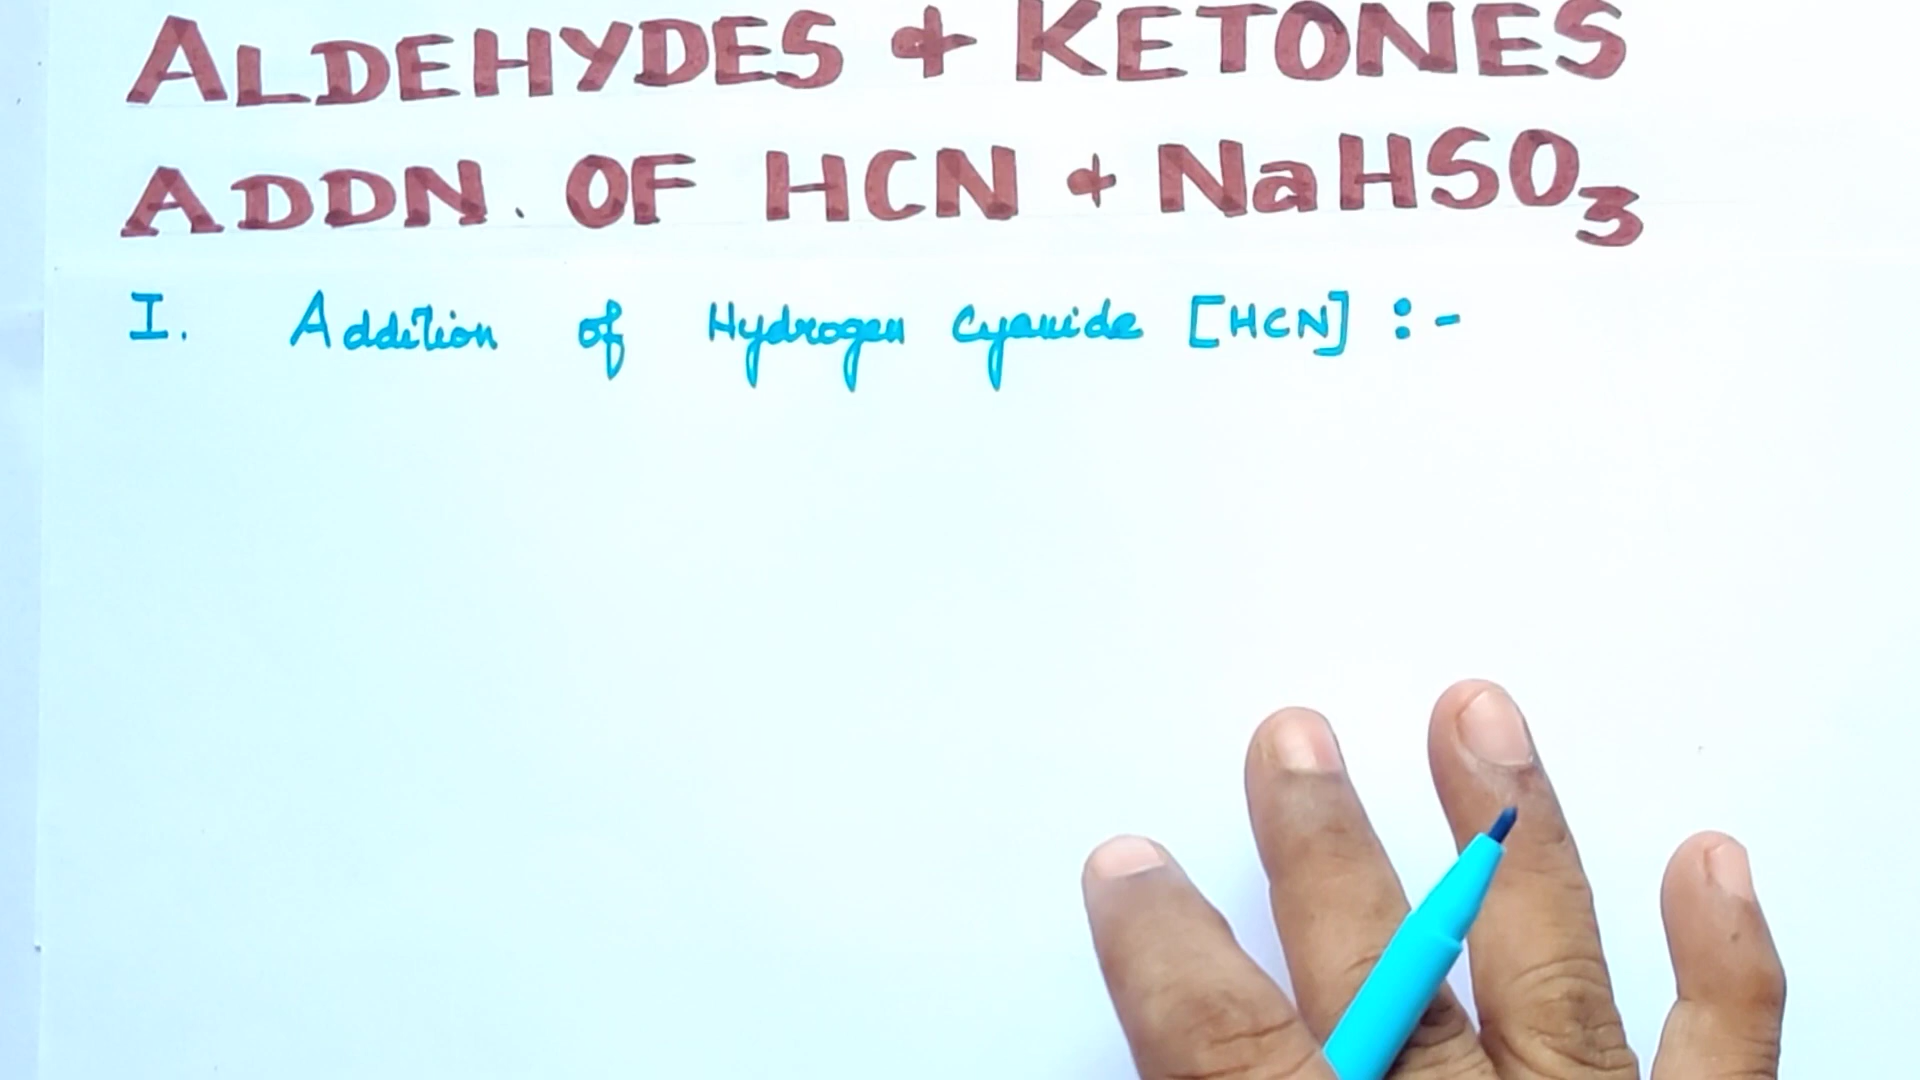 ALDEHYDES + KETONES
ADDN. OF HCN + NaHSO₃
I. Addition of Hydrogen Cyanide [HCN] :-